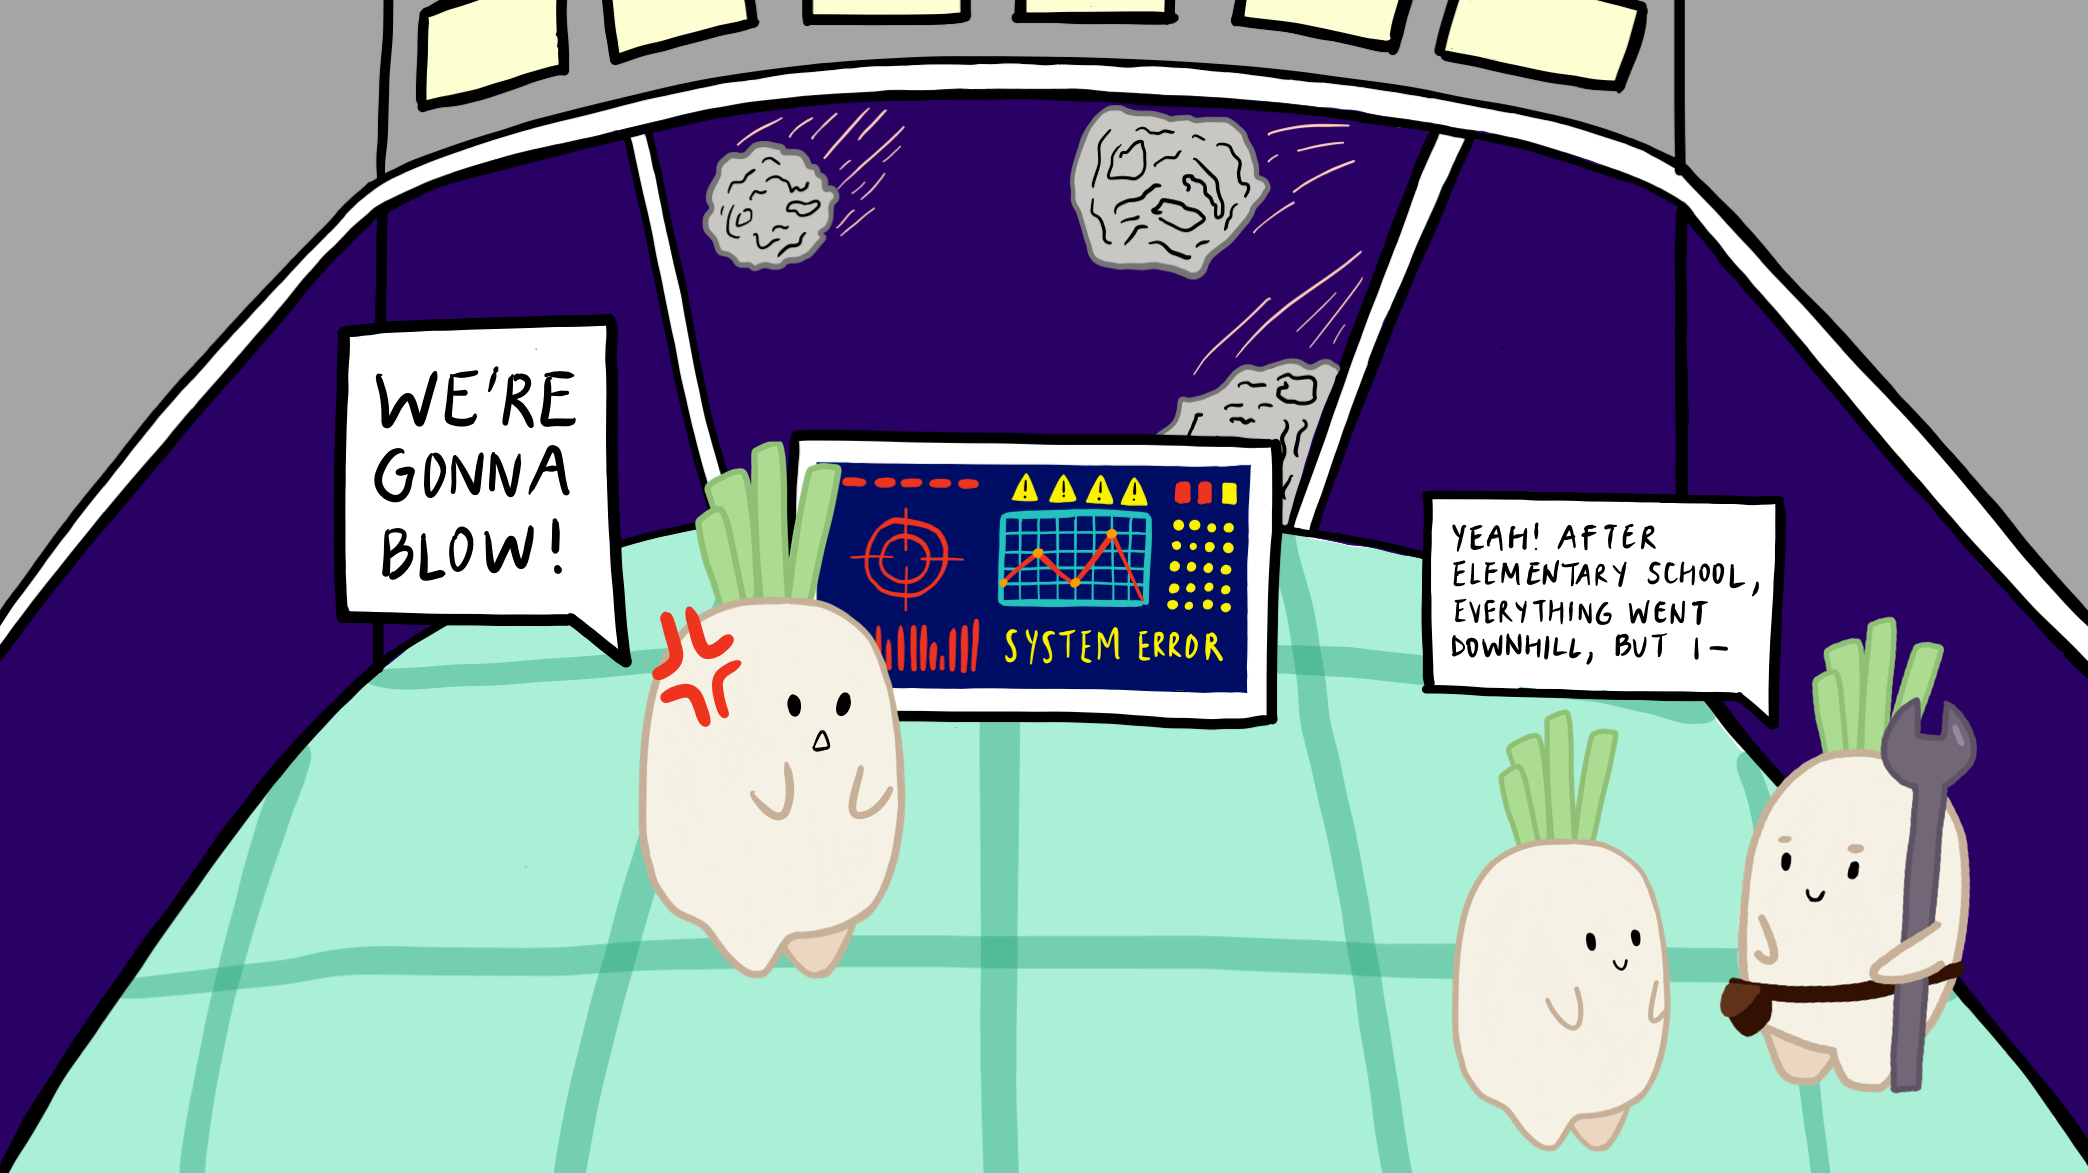 WE'RE
GONNA
BLOW!
SYSTEM ERROR
YEAH! AFTER
ELEMENTARY SCHOOL,
EVERYTHING WENT
DOWNHILL, BUT I –